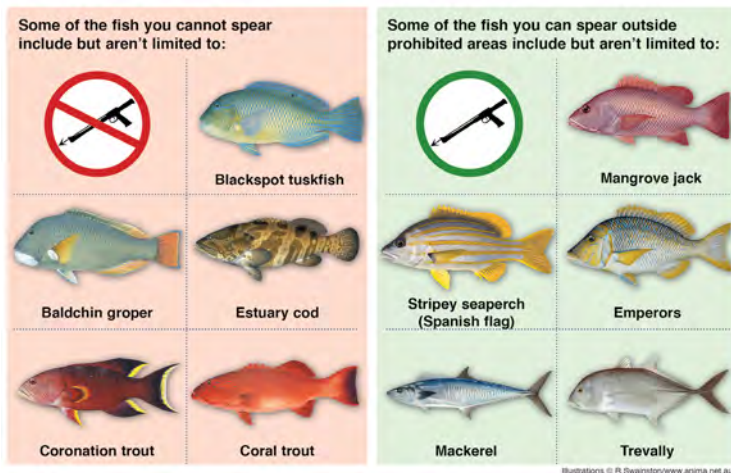 Some of the fish you cannot spear
include but aren't limited to:
Blackspot tuskfish
Baldchin groper
Estuary cod
Coronation trout
Coral trout
Some of the fish you can spear outside
prohibited areas include but aren't limited to:
Mangrove jack
Stripey seaperch
(Spanish flag)
Emperors
Mackerel
Trevally
Illustrations © R Swainston/www.anima.net.au